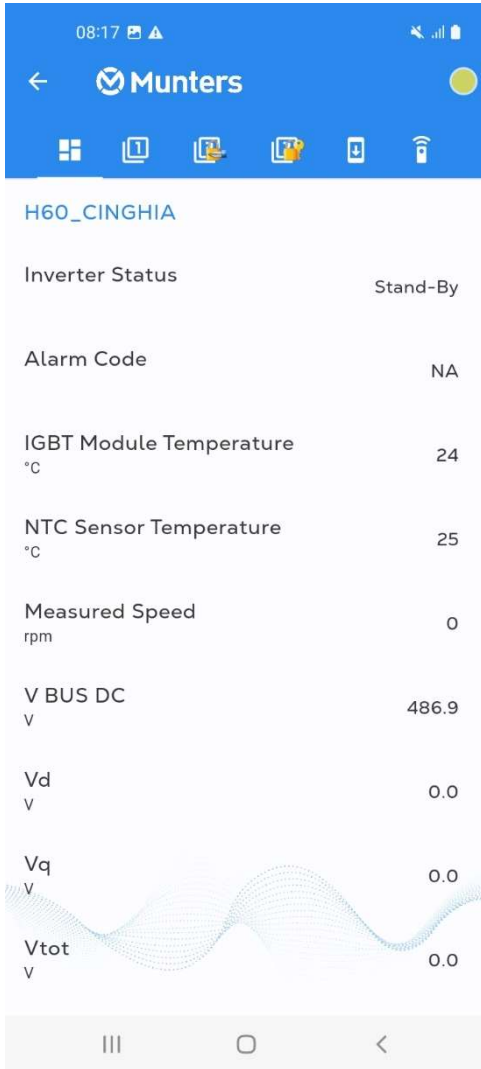 08:17
Munters
1
H60_CINGHIA
Inverter Status
Stand-By
Alarm Code
NA
IGBT Module Temperature
°C
24
NTC Sensor Temperature
°C
25
Measured Speed
rpm
0
V BUS DC
V
486.9
Vd
V
0.0
Vq
V
0.0
Vtot
V
0.0